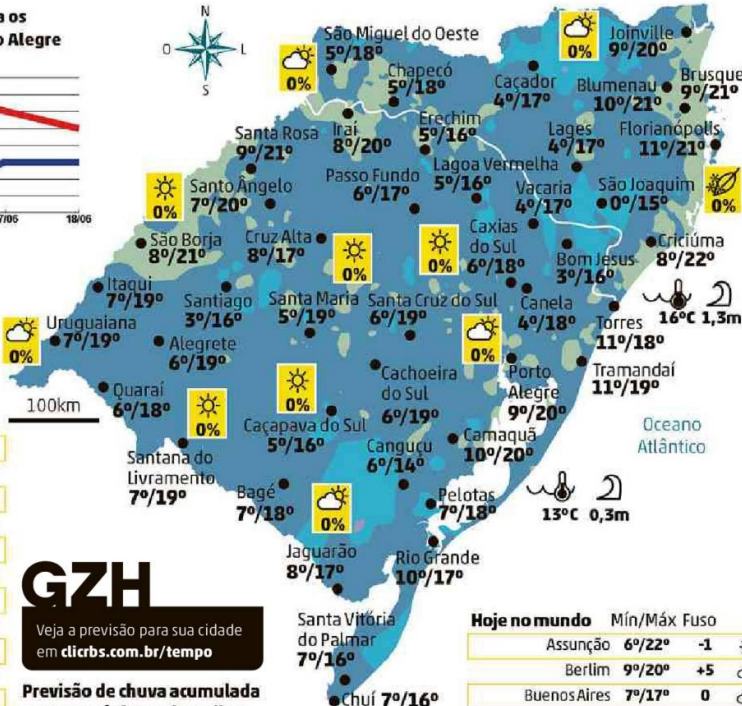 a os
o Alegre
7/06 18/06
N
O L
S
São Miguel do Oeste
5º/18º
0%
Chapecó
5º/18º
Caçador
4º/17º
0%
Joinville
9º/20º
Blumenau
10º/21º
Brusque
9º/21º
Iraí
8º/20º
Erechim
5º/16º
Lages
4º/17º
Florianópolis
11º/21º
Santa Rosa
9º/21º
Lagoa Vermelha
5º/16º
Passo Fundo
6º/17º
Vacaria
4º/17º
São Joaquim
0º/15º
0%
0%
Santo Ângelo
7º/20º
São Borja
8º/21º
Cruz Alta
8º/17º
0%
0%
Caxias
do Sul
6º/18º
Bom Jesus
3º/16º
Criciúma
8º/22º
Itaqui
7º/19º
Santiago
3º/16º
Santa Maria
5º/19º
Santa Cruz do Sul
6º/19º
Canela
4º/18º
Torres
11º/18º
16ºC 1,3m
0%
Uruguaiana
7º/19º
Alegrete
6º/19º
0%
Porto
Alegre
9º/20º
Tramandaí
11º/19º
Quaraí
6º/18º
100km
0%
0%
Cachoeira
do Sul
6º/19º
Caçapava do Sul
5º/16º
Camaquã
10º/20º
Oceano
Atlântico
Santana do
Livramento
7º/19º
Canguçu
6º/14º
Bagé
7º/18º
0%
Pelotas
7º/18º
13ºC 0,3m
Jaguarão
8º/17º
Rio Grande
10º/17º
GZH
Veja a previsão para sua cidade
em clicrbs.com.br/tempo
Santa Vitória
do Palmar
7º/16º
Chuí 7º/16º
Previsão de chuva acumulada
Hoje no mundo Mín/Máx Fuso
Assunção 6º/22º -1
Berlim 9º/20º +5
Buenos Aires 7º/17º 0